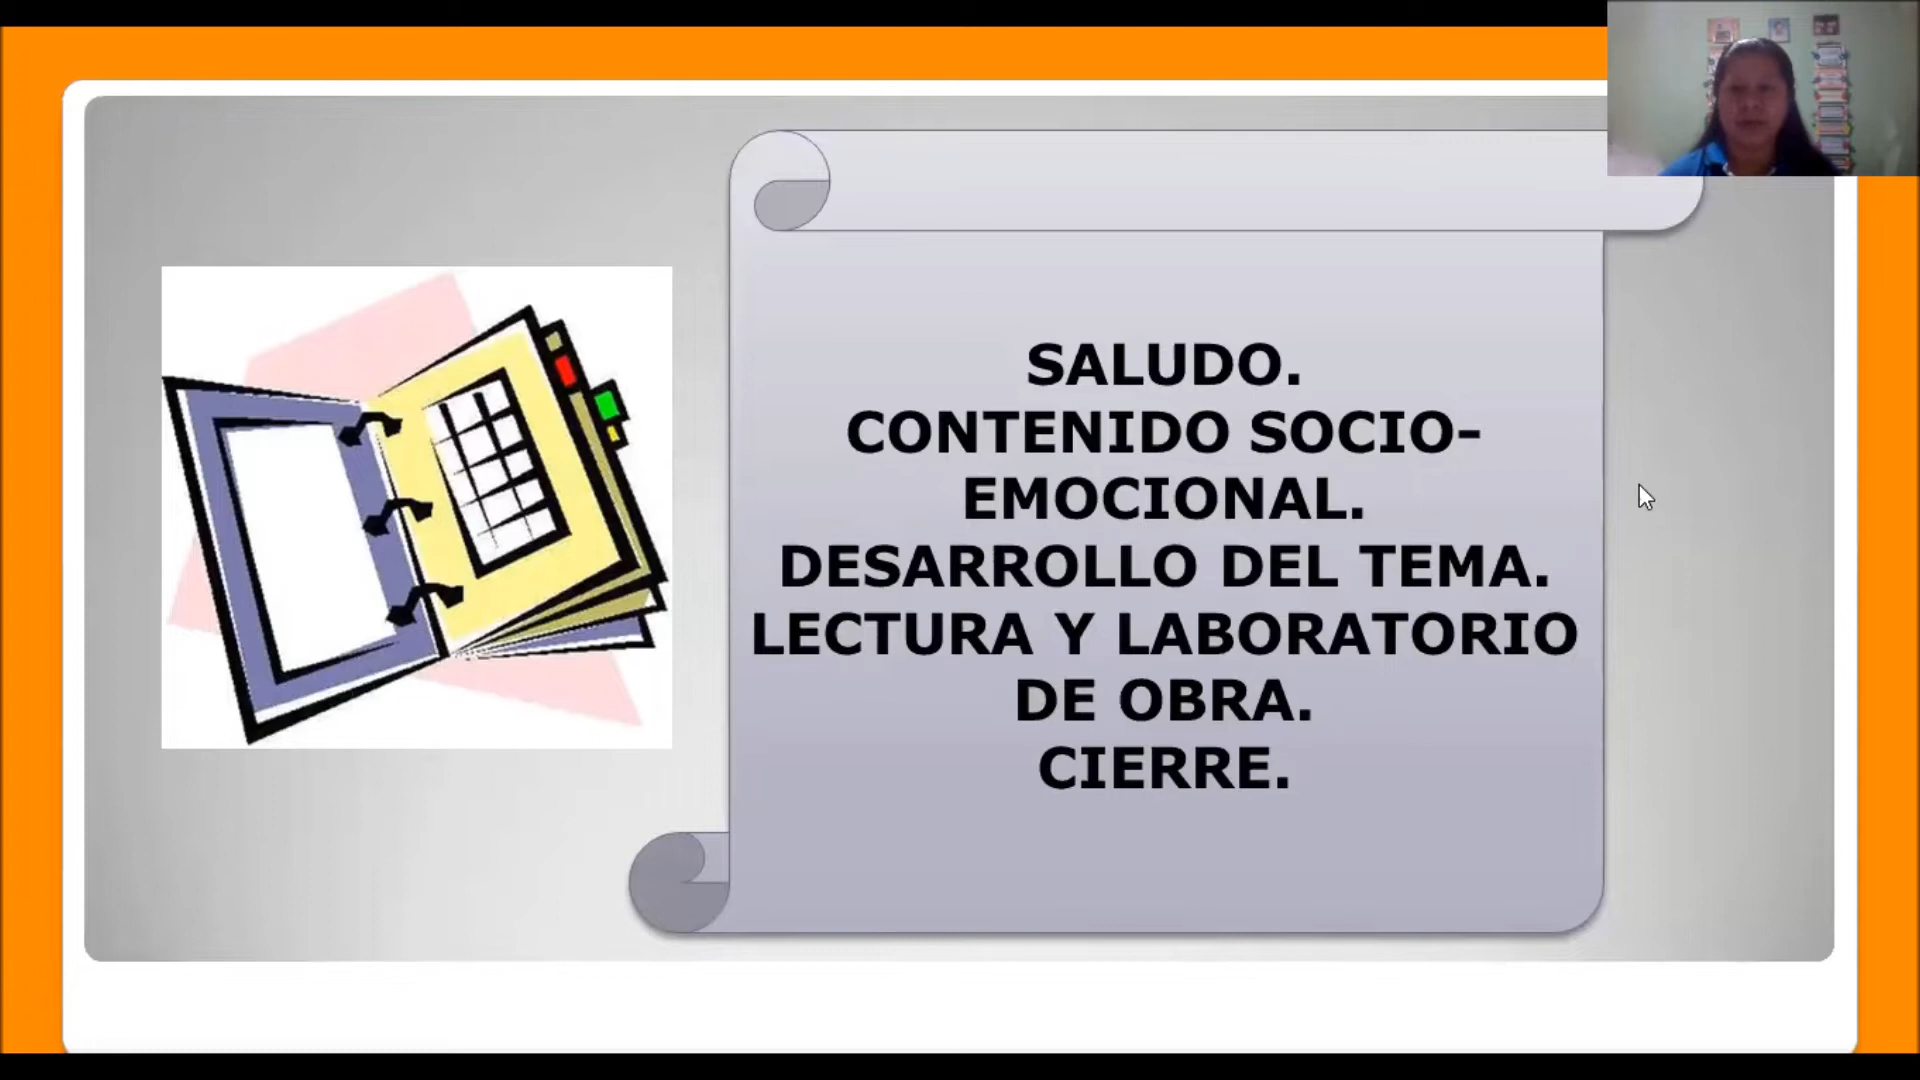 SALUDO.
CONTENIDO SOCIO-
EMOCIONAL.
DESARROLLO DEL TEMA.
LECTURA Y LABORATORIO
DE OBRA.
CIERRE.